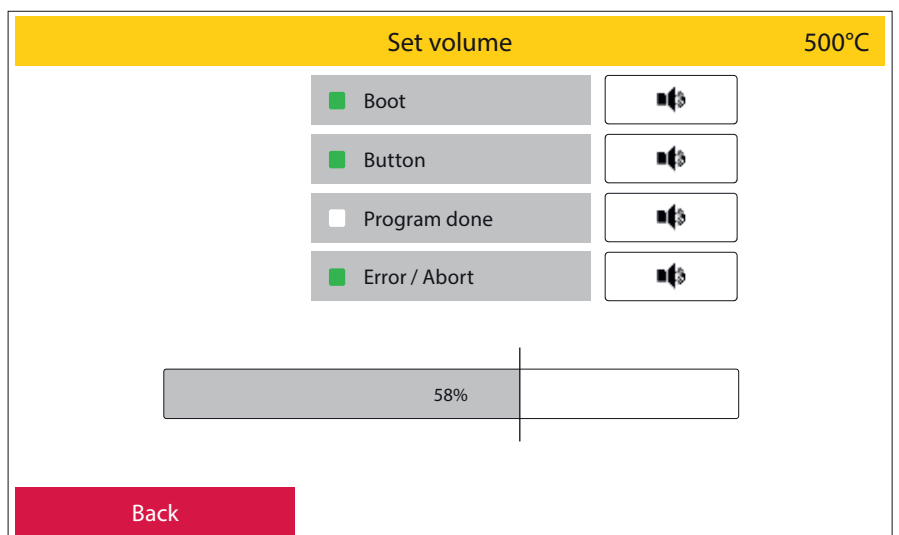 Set volume 500°C
Boot
Button
Program done
Error / Abort
58%
Back